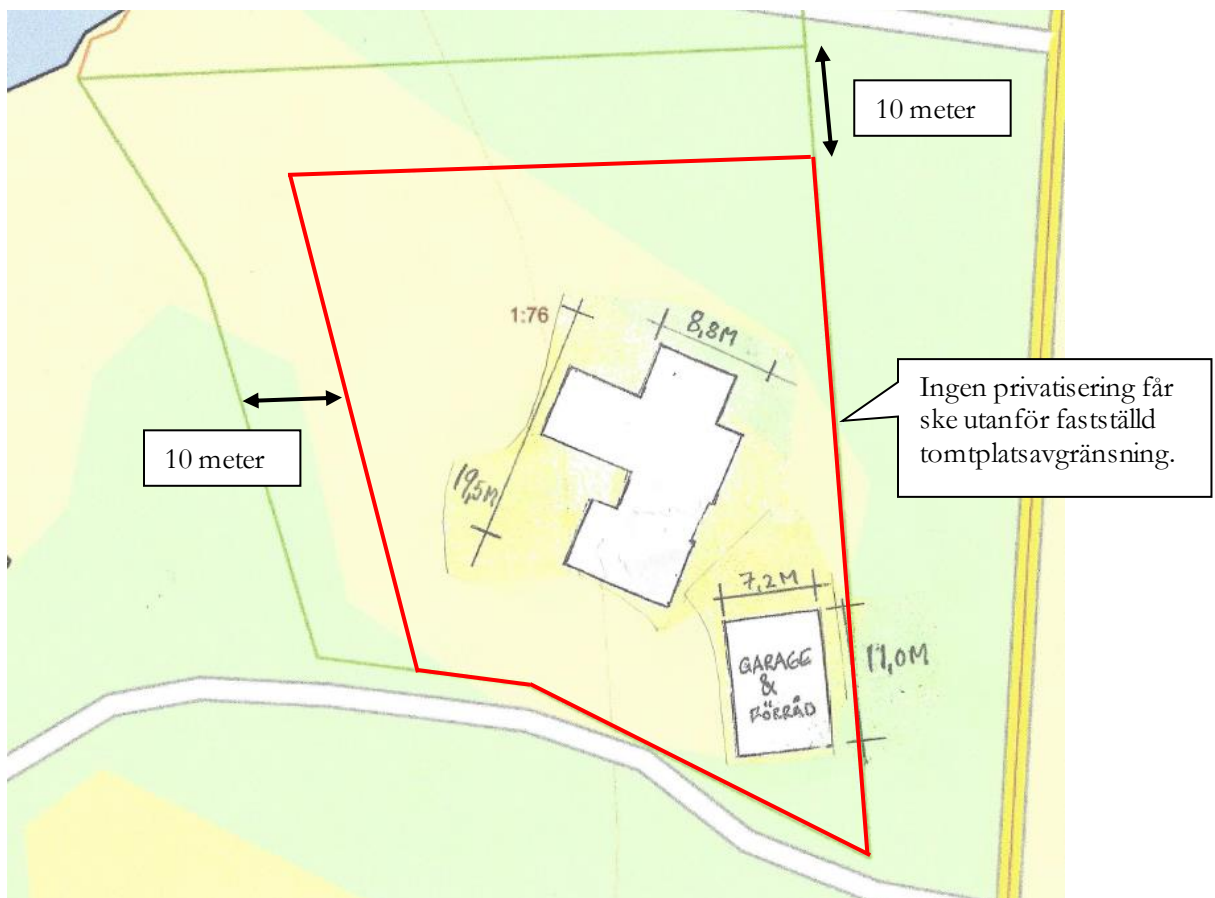 10 meter
1:76
8,8M
Ingen privatisering får
ske utanför fastställd
tomtplatsavgränsning.
10 meter
19,5M
7,2M
11,0M
GARAGE
&
FÖRRÅD